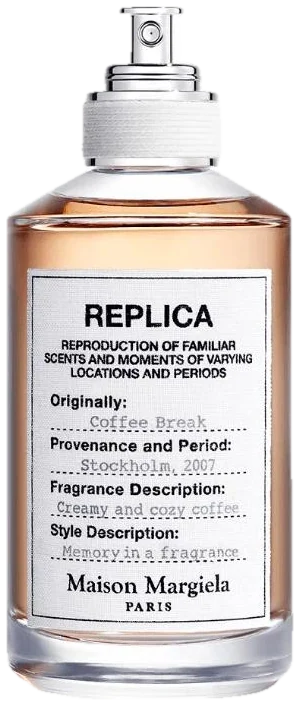 REPLICA
REPRODUCTION OF FAMILIAR
SCENTS AND MOMENTS OF VARYING
LOCATIONS AND PERIODS
Originally:
Coffee Break
Provenance and Period:
Stockholm, 2007
Fragrance Description:
Creamy and cozy coffee
Style Description:
Memory in a fragrance
Maison Margiela
PARIS